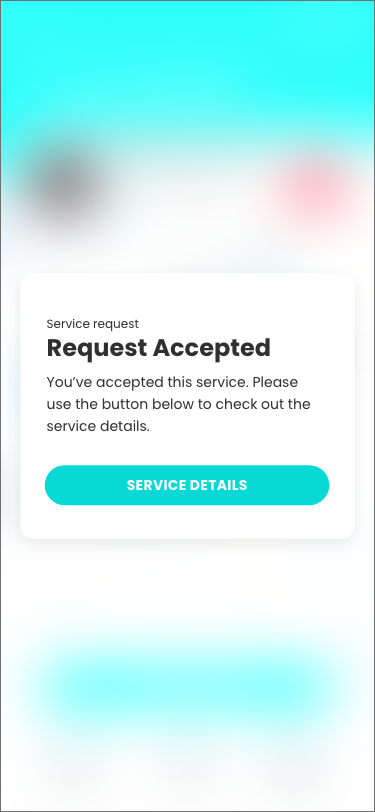 Service request
Request Accepted
You’ve accepted this service. Please
use the button below to check out the
service details.
SERVICE DETAILS